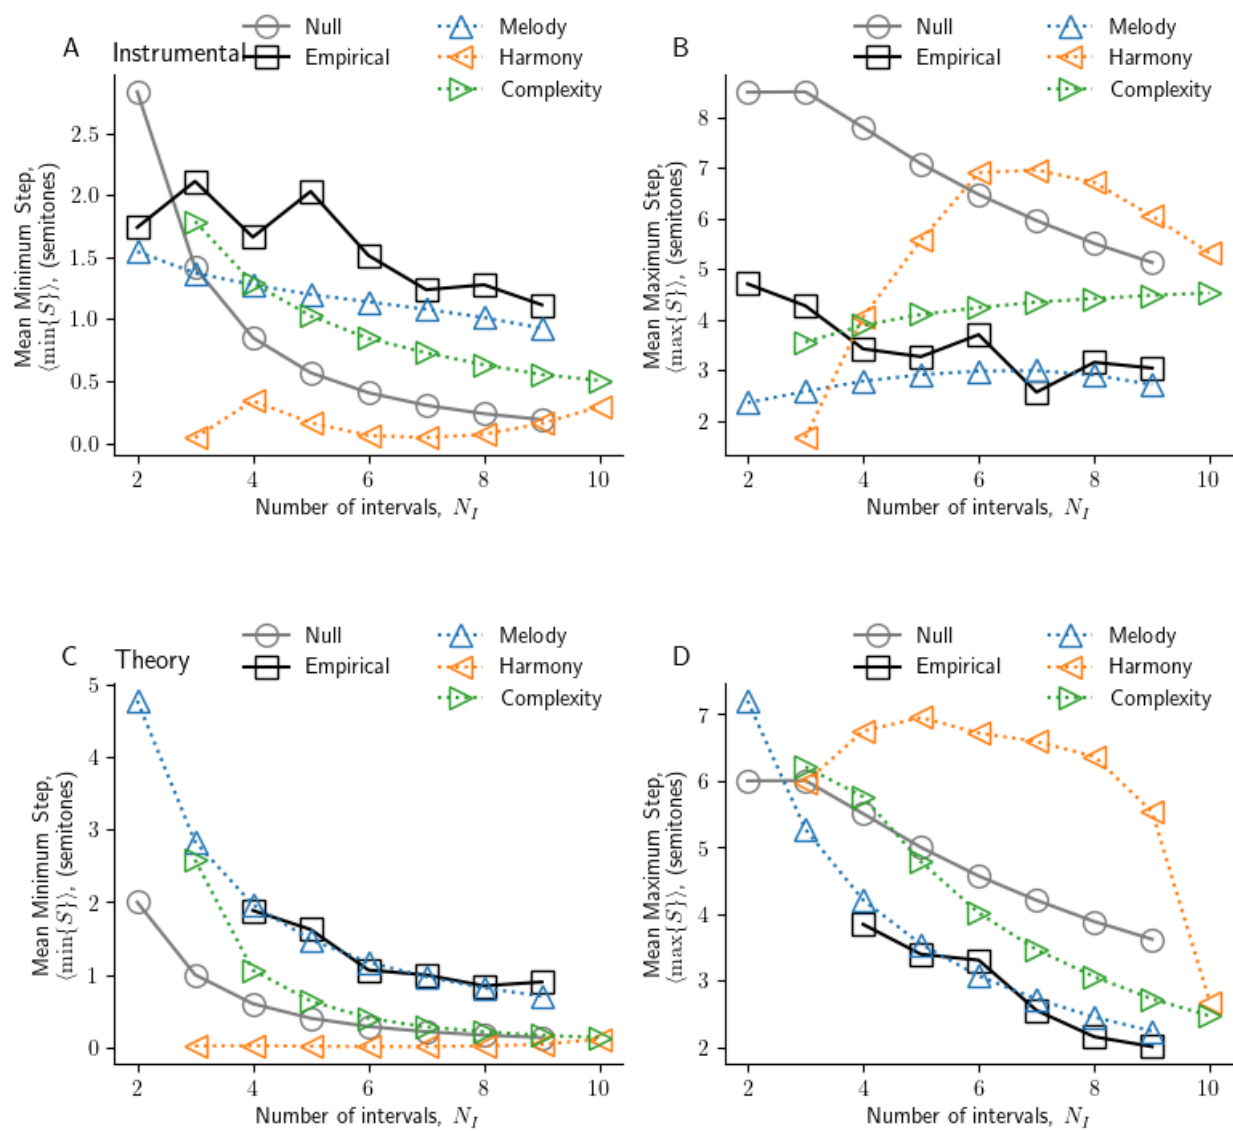 A Instrumental
Null
Empirical
Melody
Harmony
Complexity
Mean Minimum Step,
⟨min{S}⟩, (semitones)
2.5
2.0
1.5
1.0
0.5
0.0
2 4 6 8 10
Number of intervals, N_I
B
Null
Empirical
Melody
Harmony
Complexity
Mean Maximum Step,
⟨max{S}⟩, (semitones)
8
7
6
5
4
3
2
2 4 6 8 10
Number of intervals, N_I
C Theory
Null
Empirical
Melody
Harmony
Complexity
Mean Minimum Step,
⟨min{S}⟩, (semitones)
5
4
3
2
1
0
2 4 6 8 10
Number of intervals, N_I
D
Null
Empirical
Melody
Harmony
Complexity
Mean Maximum Step,
⟨max{S}⟩, (semitones)
7
6
5
4
3
2
2 4 6 8 10
Number of intervals, N_I